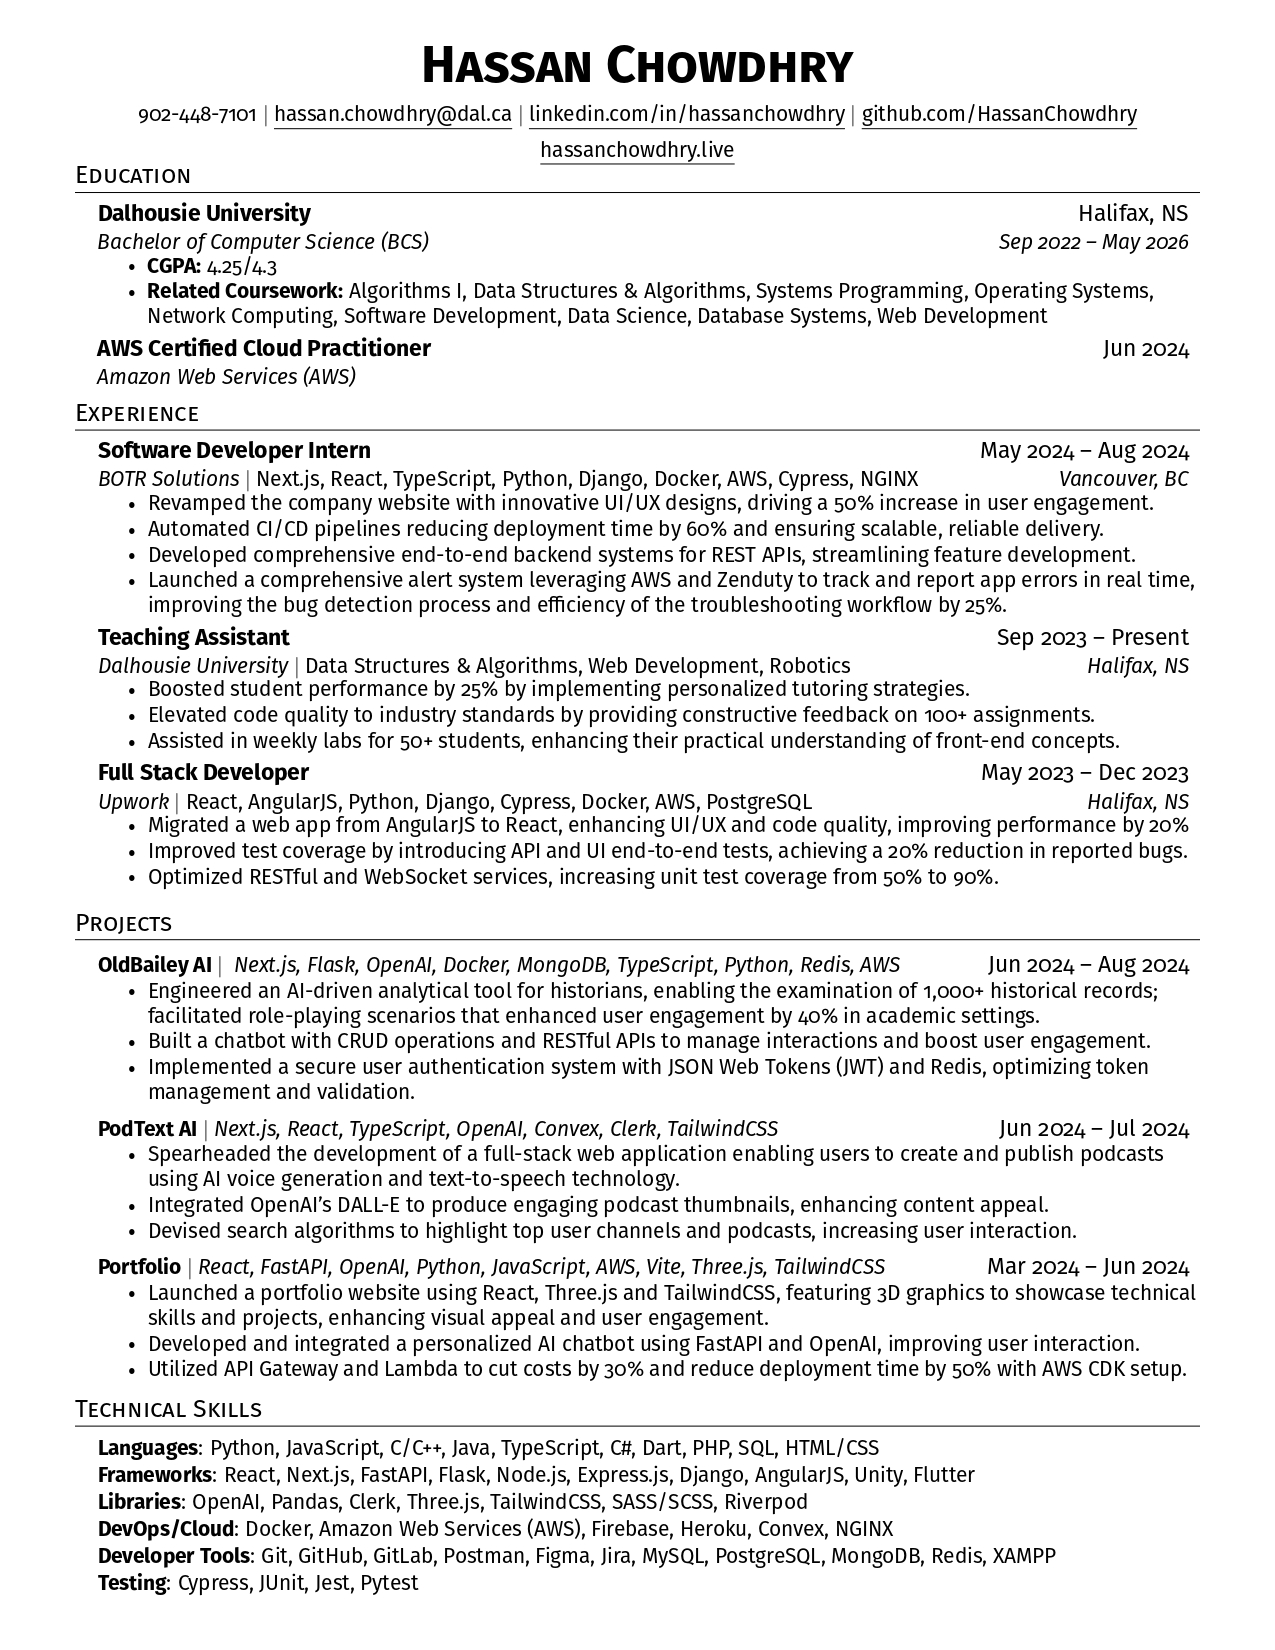 Hassan Chowdhry
902-448-7101 | hassan.chowdhry@dal.ca | linkedin.com/in/hassanchowdhry | github.com/HassanChowdhry
hassanchowdhry.live
Education
Dalhousie University Halifax, NS
Bachelor of Computer Science (BCS) Sep 2022 – May 2026
• CGPA: 4.25/4.3
• Related Coursework: Algorithms I, Data Structures & Algorithms, Systems Programming, Operating Systems,
Network Computing, Software Development, Data Science, Database Systems, Web Development
AWS Certified Cloud Practitioner Jun 2024
Amazon Web Services (AWS)
Experience
Software Developer Intern May 2024 – Aug 2024
BOTR Solutions | Next.js, React, TypeScript, Python, Django, Docker, AWS, Cypress, NGINX Vancouver, BC
• Revamped the company website with innovative UI/UX designs, driving a 50% increase in user engagement.
• Automated CI/CD pipelines reducing deployment time by 60% and ensuring scalable, reliable delivery.
• Developed comprehensive end-to-end backend systems for REST APIs, streamlining feature development.
• Launched a comprehensive alert system leveraging AWS and Zenduty to track and report app errors in real time,
improving the bug detection process and efficiency of the troubleshooting workflow by 25%.
Teaching Assistant Sep 2023 – Present
Dalhousie University | Data Structures & Algorithms, Web Development, Robotics Halifax, NS
• Boosted student performance by 25% by implementing personalized tutoring strategies.
• Elevated code quality to industry standards by providing constructive feedback on 100+ assignments.
• Assisted in weekly labs for 50+ students, enhancing their practical understanding of front-end concepts.
Full Stack Developer May 2023 – Dec 2023
Upwork | React, AngularJS, Python, Django, Cypress, Docker, AWS, PostgreSQL Halifax, NS
• Migrated a web app from AngularJS to React, enhancing UI/UX and code quality, improving performance by 20%
• Improved test coverage by introducing API and UI end-to-end tests, achieving a 20% reduction in reported bugs.
• Optimized RESTful and WebSocket services, increasing unit test coverage from 50% to 90%.
Projects
OldBailey AI | Next.js, Flask, OpenAI, Docker, MongoDB, TypeScript, Python, Redis, AWS Jun 2024 – Aug 2024
• Engineered an AI-driven analytical tool for historians, enabling the examination of 1,000+ historical records;
facilitated role-playing scenarios that enhanced user engagement by 40% in academic settings.
• Built a chatbot with CRUD operations and RESTful APIs to manage interactions and boost user engagement.
• Implemented a secure user authentication system with JSON Web Tokens (JWT) and Redis, optimizing token
management and validation.
PodText AI | Next.js, React, TypeScript, OpenAI, Convex, Clerk, TailwindCSS Jun 2024 – Jul 2024
• Spearheaded the development of a full-stack web application enabling users to create and publish podcasts
using AI voice generation and text-to-speech technology.
• Integrated OpenAI’s DALL-E to produce engaging podcast thumbnails, enhancing content appeal.
• Devised search algorithms to highlight top user channels and podcasts, increasing user interaction.
Portfolio | React, FastAPI, OpenAI, Python, JavaScript, AWS, Vite, Three.js, TailwindCSS Mar 2024 – Jun 2024
• Launched a portfolio website using React, Three.js and TailwindCSS, featuring 3D graphics to showcase technical
skills and projects, enhancing visual appeal and user engagement.
• Developed and integrated a personalized AI chatbot using FastAPI and OpenAI, improving user interaction.
• Utilized API Gateway and Lambda to cut costs by 30% and reduce deployment time by 50% with AWS CDK setup.
Technical Skills
Languages: Python, JavaScript, C/C++, Java, TypeScript, C#, Dart, PHP, SQL, HTML/CSS
Frameworks: React, Next.js, FastAPI, Flask, Node.js, Express.js, Django, AngularJS, Unity, Flutter
Libraries: OpenAI, Pandas, Clerk, Three.js, TailwindCSS, SASS/SCSS, Riverpod
DevOps/Cloud: Docker, Amazon Web Services (AWS), Firebase, Heroku, Convex, NGINX
Developer Tools: Git, GitHub, GitLab, Postman, Figma, Jira, MySQL, PostgreSQL, MongoDB, Redis, XAMPP
Testing: Cypress, JUnit, Jest, Pytest